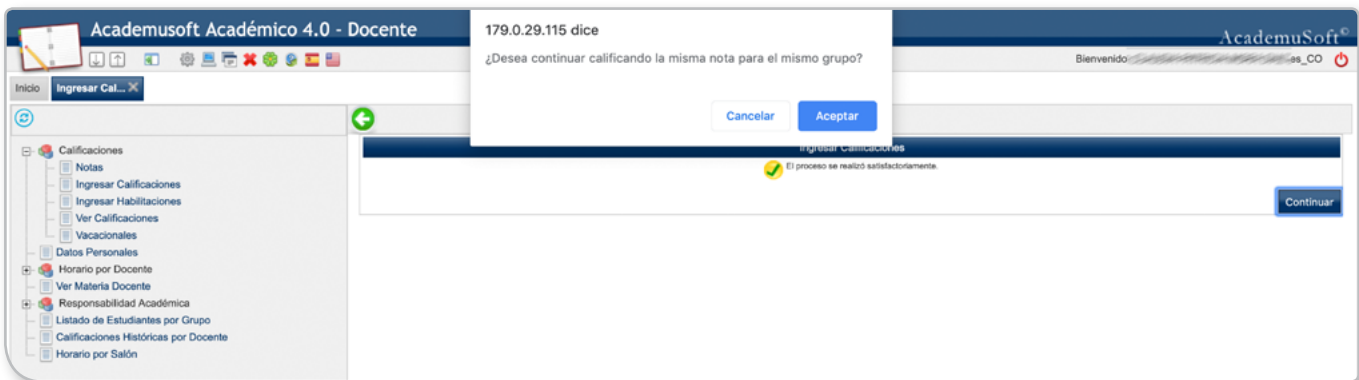 Academusoft Académico 4.0 - Docente
179.0.29.115 dice
¿Desea continuar calificando la misma nota para el mismo grupo?
Cancelar
Aceptar
AcademuSoft©
Bienvenido
es_CO
Inicio
Ingresar Cal...
Calificaciones
Notas
Ingresar Calificaciones
Ingresar Habilitaciones
Ver Calificaciones
Vacacionales
Datos Personales
Horario por Docente
Ver Materia Docente
Responsabilidad Académica
Listado de Estudiantes por Grupo
Calificaciones Históricas por Docente
Horario por Salón
Ingresar Calificaciones
El proceso se realizó satisfactoriamente.
Continuar